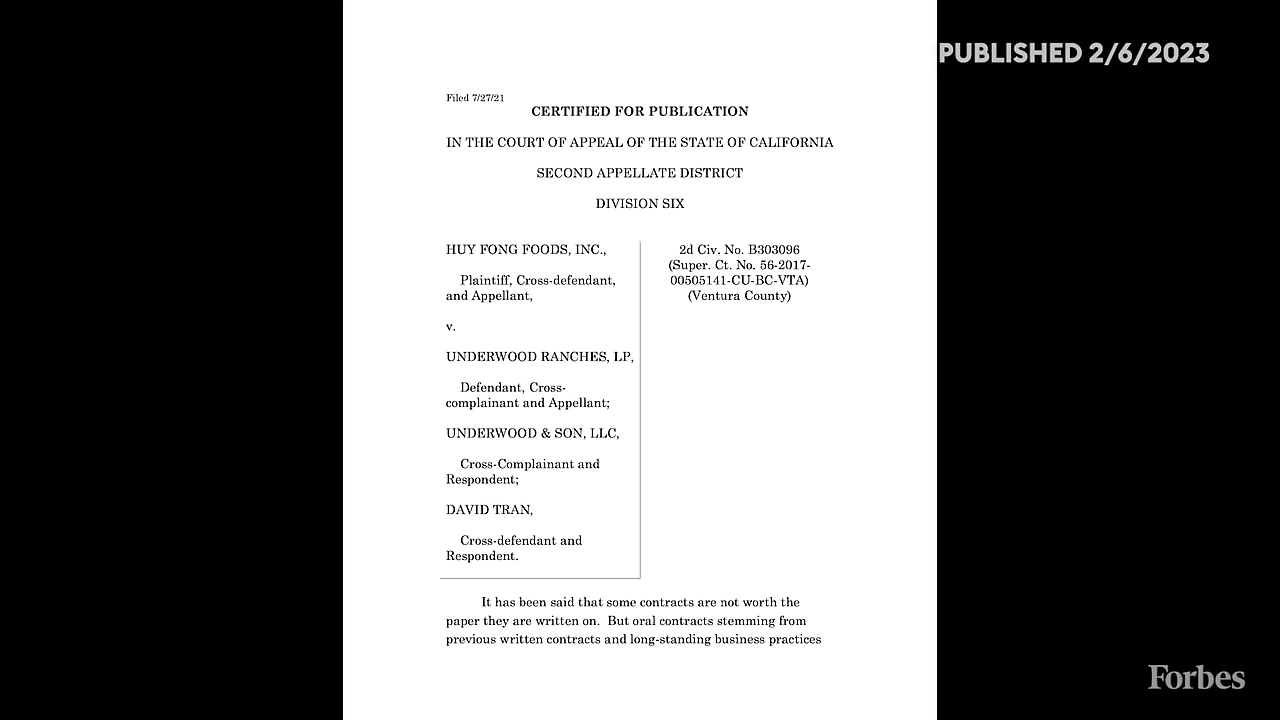 PUBLISHED 2/6/2023
Filed 7/27/21
CERTIFIED FOR PUBLICATION
IN THE COURT OF APPEAL OF THE STATE OF CALIFORNIA
SECOND APPELLATE DISTRICT
DIVISION SIX
HUY FONG FOODS, INC.,
Plaintiff, Cross-defendant,
and Appellant,
v.
UNDERWOOD RANCHES, LP,
Defendant, Cross-
complainant and Appellant;
UNDERWOOD & SON, LLC,
Cross-Complainant and
Respondent;
DAVID TRAN,
Cross-defendant and
Respondent.
2d Civ. No. B303096
(Super. Ct. No. 56-2017-
00505141-CU-BC-VTA)
(Ventura County)
It has been said that some contracts are not worth the
paper they are written on. But oral contracts stemming from
previous written contracts and long-standing business practices
Forbes